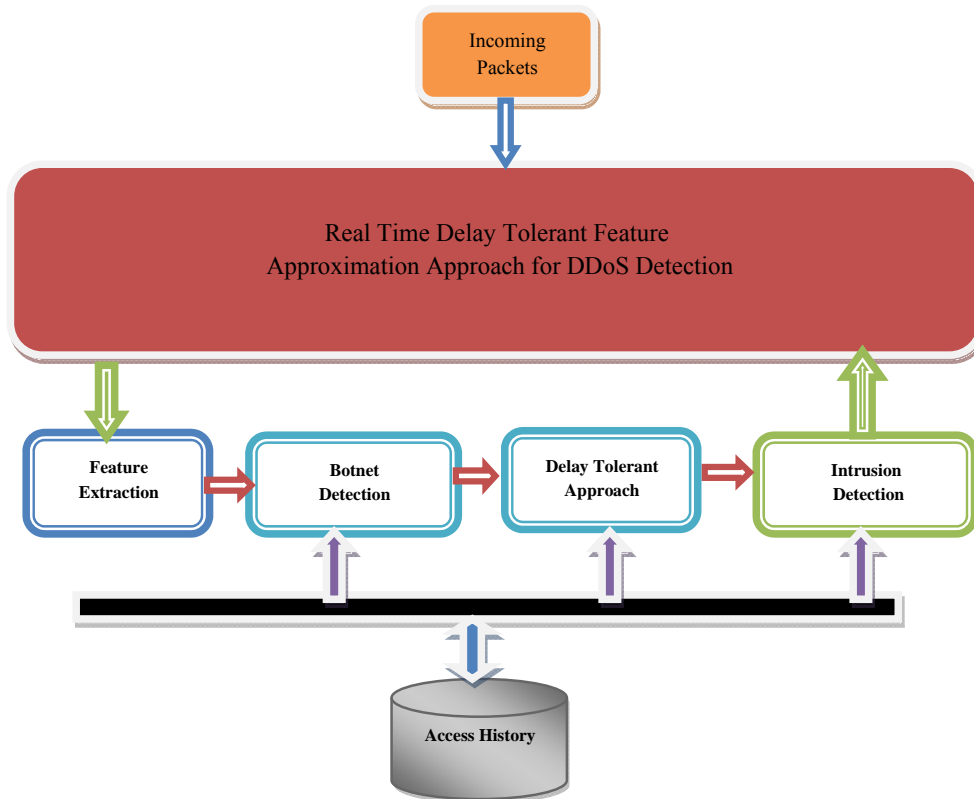 Incoming
Packets
Real Time Delay Tolerant Feature
Approximation Approach for DDoS Detection
Feature
Extraction
Botnet
Detection
Delay Tolerant
Approach
Intrusion
Detection
Access History